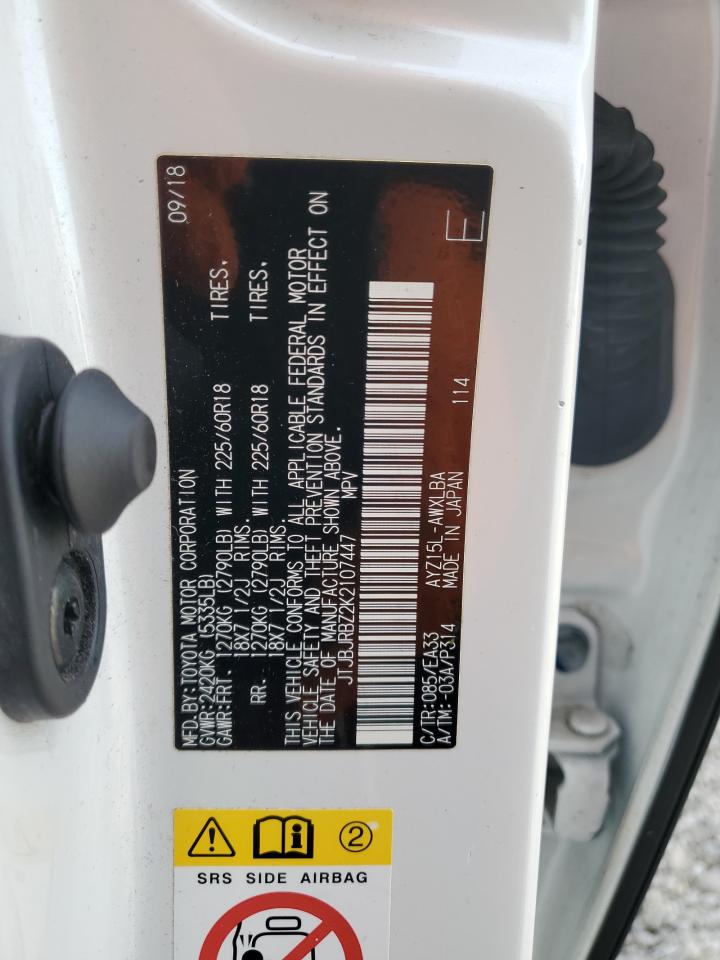 MFD.BY:TOYOTA MOTOR CORPORATION 09/18
GVWR:2420KG (5335LB)
GAWR:FRT. 1270KG (2790LB) WITH 225/60R18 TIRES,
18X7 1/2J RIMS.
RR. 1270KG (2790LB) WITH 225/60R18 TIRES,
18X7 1/2J RIMS.
THIS VEHICLE CONFORMS TO ALL APPLICABLE FEDERAL MOTOR
VEHICLE SAFETY AND THEFT PREVENTION STANDARDS IN EFFECT ON
THE DATE OF MANUFACTURE SHOWN ABOVE.
JTJBJRBZ2K2107447 MPV
C/TR:085/EA33 AYZ15L-AWXLBA
A/TM:-03A/P314 MADE IN JAPAN 114
E
2
SRS SIDE AIRBAG